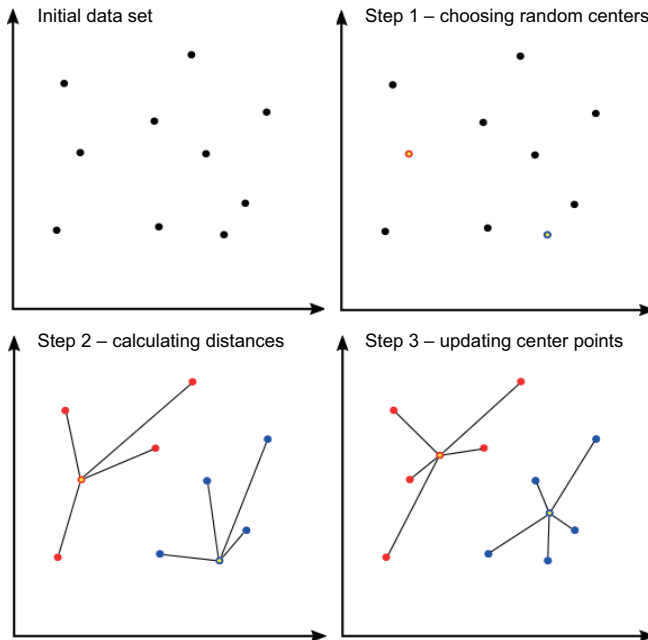 Initial data set
Step 1 – choosing random centers
Step 2 – calculating distances
Step 3 – updating center points